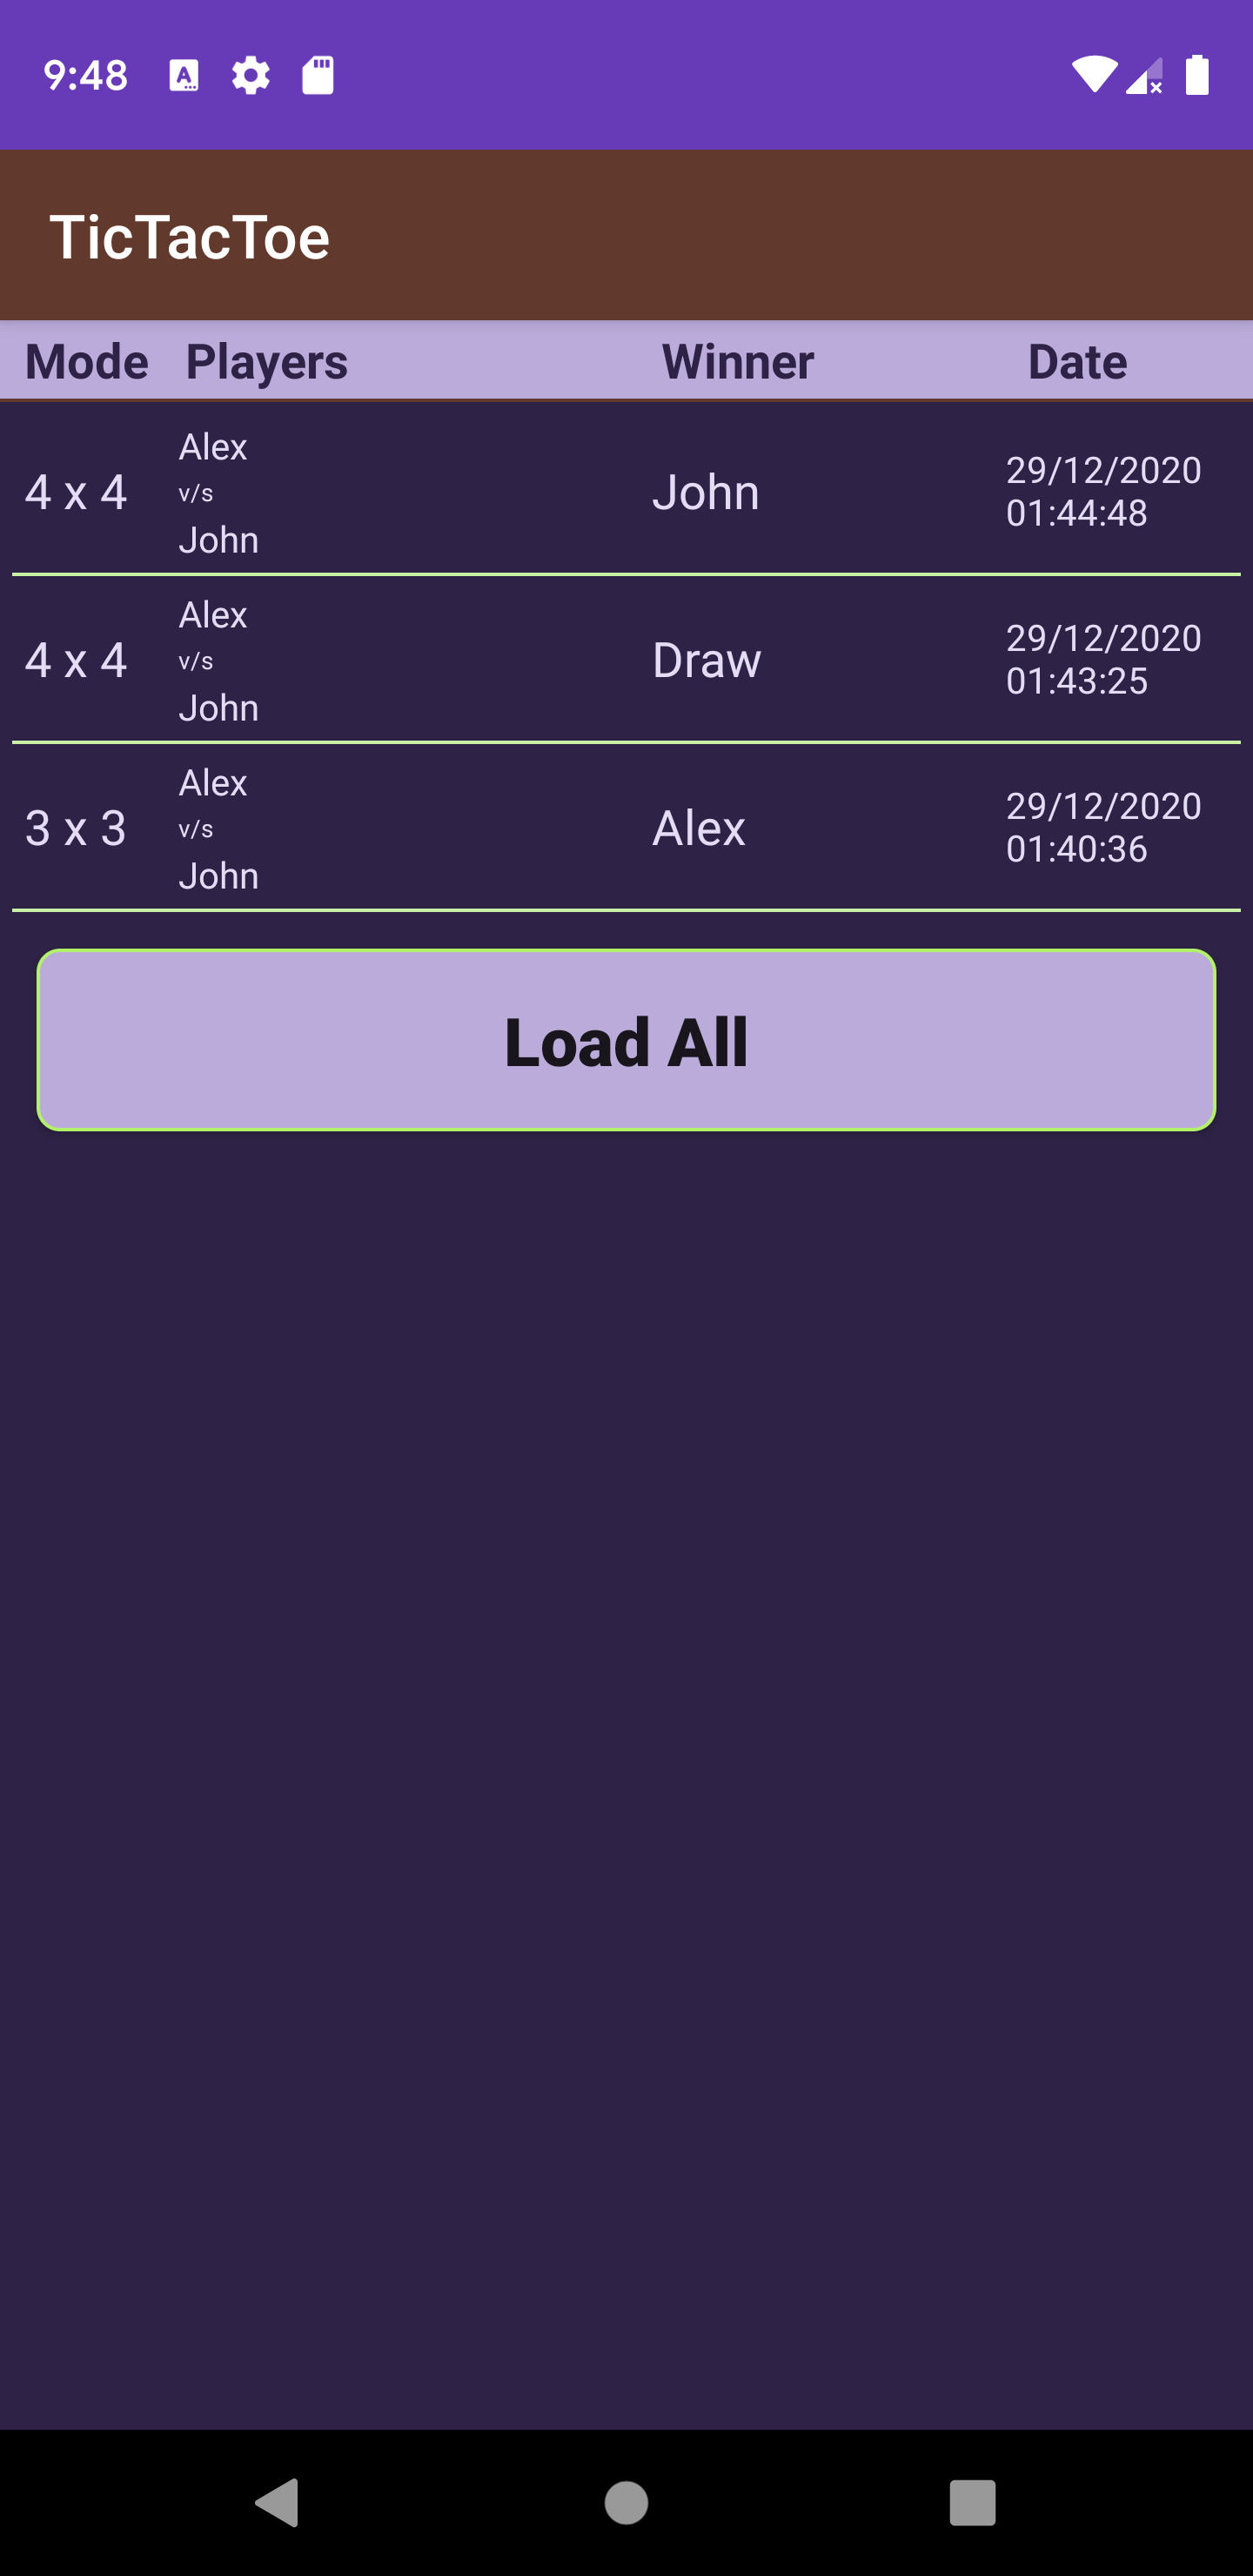 9:48
TicTacToe
Mode Players Winner Date
Alex
v/s
John
4 x 4
John
29/12/2020
01:44:48
Alex
v/s
John
4 x 4
Draw
29/12/2020
01:43:25
Alex
v/s
John
3 x 3
Alex
29/12/2020
01:40:36
Load All